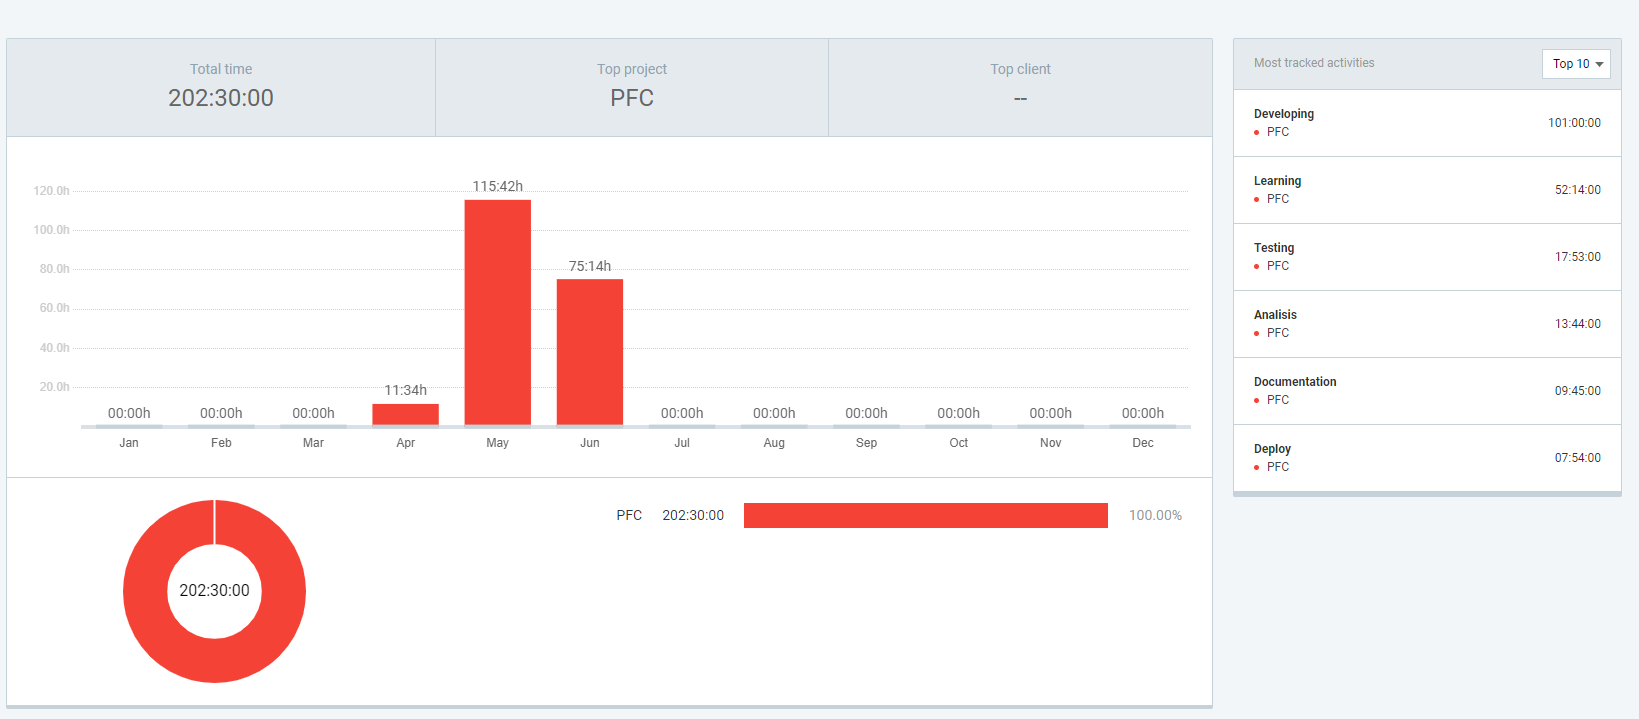 Total time
202:30:00
Top project
PFC
Top client
--
120.0h
100.0h
80.0h
60.0h
40.0h
20.0h
00:00h
00:00h
00:00h
11:34h
115:42h
75:14h
00:00h
00:00h
00:00h
00:00h
00:00h
00:00h
Jan
Feb
Mar
Apr
May
Jun
Jul
Aug
Sep
Oct
Nov
Dec
202:30:00
PFC 202:30:00 100.00%
Most tracked activities
Top 10
Developing
PFC
101:00:00
Learning
PFC
52:14:00
Testing
PFC
17:53:00
Analisis
PFC
13:44:00
Documentation
PFC
09:45:00
Deploy
PFC
07:54:00